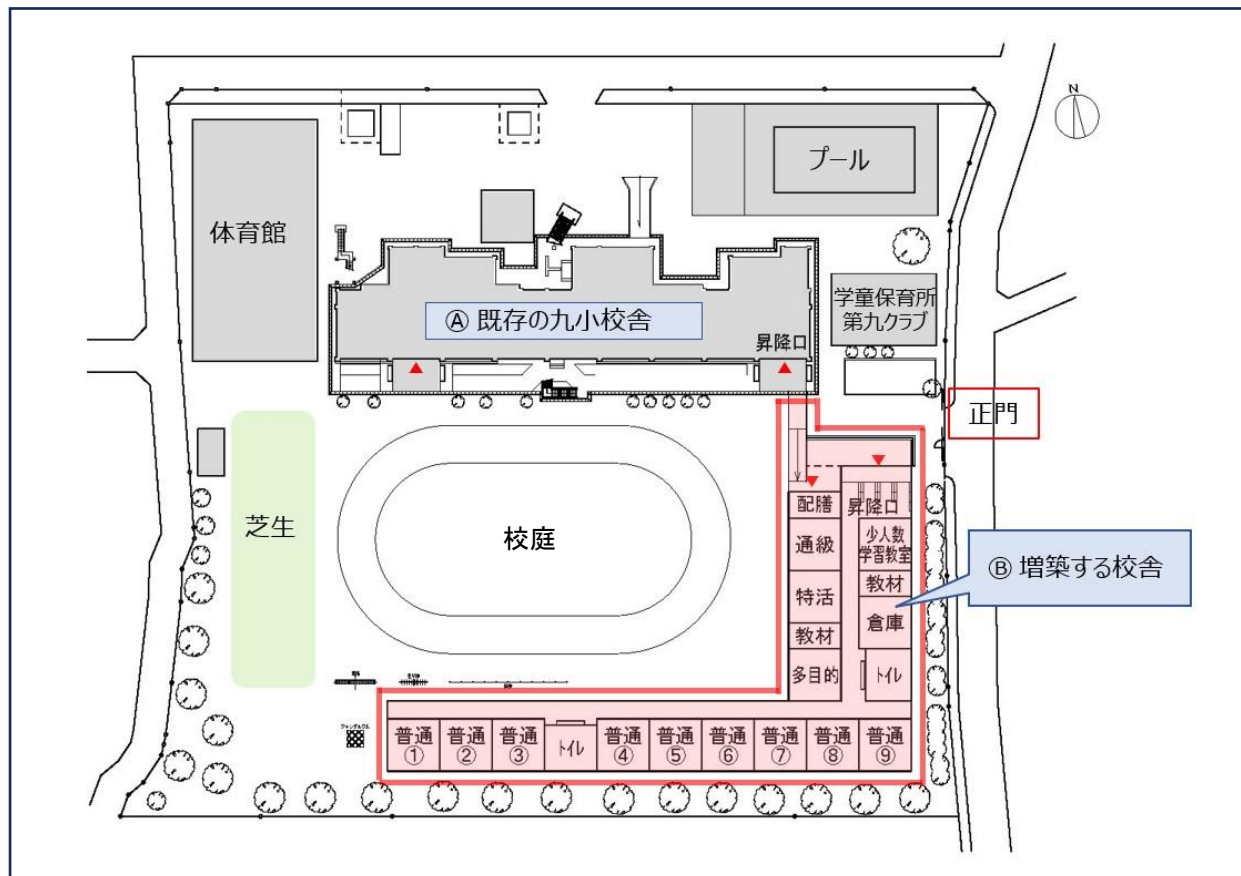 N
プール
体育館
学童保育所
第九クラブ
Ⓐ 既存の九小校舎
昇降口
正門
芝生
校庭
配膳
昇降口
通級
少人数
学習教室
教材
Ⓑ 増築する校舎
特活
倉庫
教材
多目的
トイレ
普通
①
普通
②
普通
③
トイレ
普通
④
普通
⑤
普通
⑥
普通
⑦
普通
⑧
普通
⑨